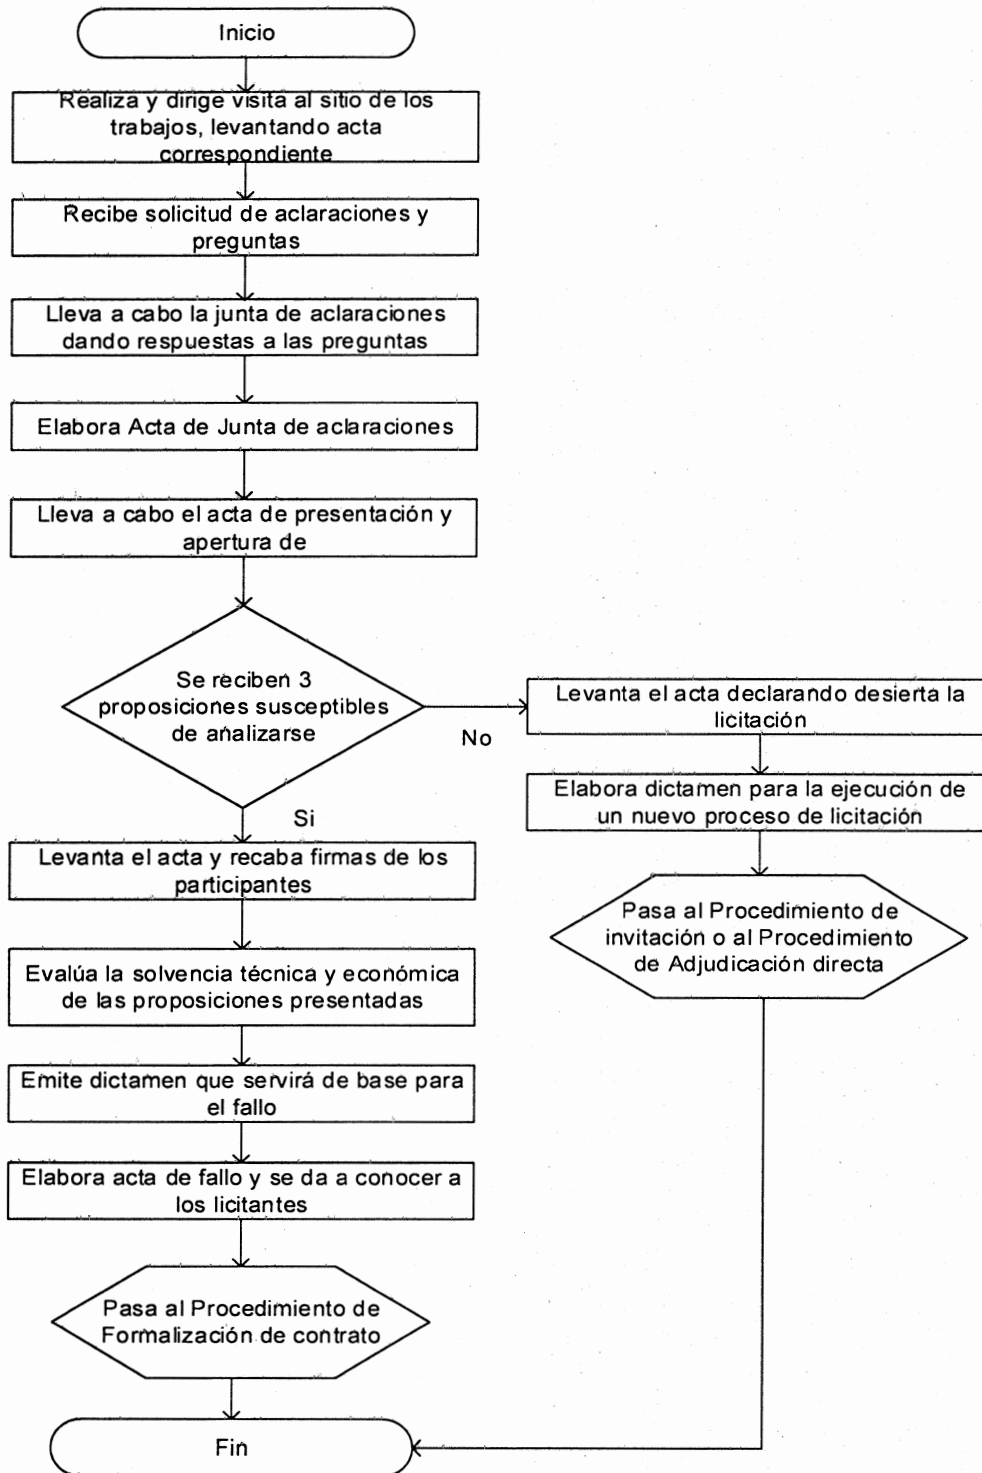 Inicio
Realiza y dirige visita al sitio de los
trabajos, levantando acta
correspondiente
Recibe solicitud de aclaraciones y
preguntas
Lleva a cabo la junta de aclaraciones
dando respuestas a las preguntas
Elabora Acta de Junta de aclaraciones
Lleva a cabo el acta de presentación y
apertura de
Se reciben 3
proposiciones susceptibles
de analizarse
No
Si
Levanta el acta declarando desierta la
licitación
Elabora dictamen para la ejecución de
un nuevo proceso de licitación
Pasa al Procedimiento de
invitación o al Procedimiento
de Adjudicación directa
Levanta el acta y recaba firmas de los
participantes
Evalúa la solvencia técnica y económica
de las proposiciones presentadas
Emite dictamen que servirá de base para
el fallo
Elabora acta de fallo y se da a conocer a
los licitantes
Pasa al Procedimiento de
Formalización de contrato
Fin